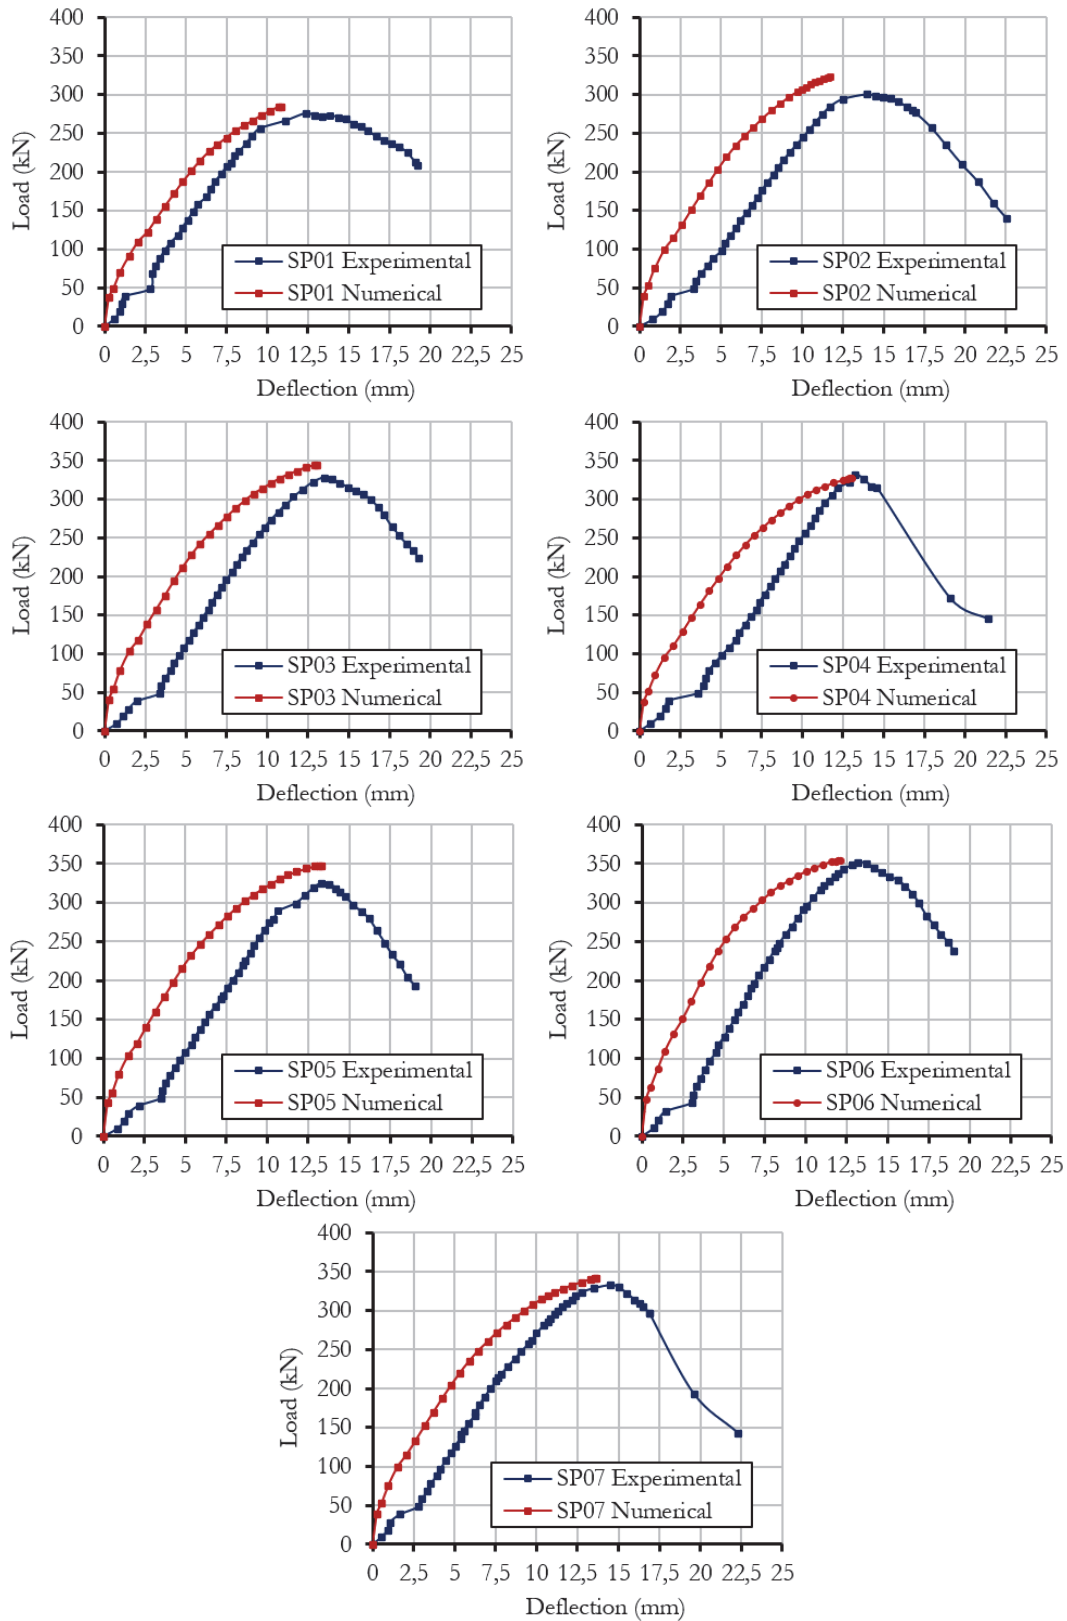 400
350
300
250
200
150
100
50
0
Load (kN)
SP01 Experimental
SP01 Numerical
0 2,5 5 7,5 10 12,5 15 17,5 20 22,5 25
Deflection (mm)
400
350
300
250
200
150
100
50
0
Load (kN)
SP02 Experimental
SP02 Numerical
0 2,5 5 7,5 10 12,5 15 17,5 20 22,5 25
Deflection (mm)
400
350
300
250
200
150
100
50
0
Load (kN)
SP03 Experimental
SP03 Numerical
0 2,5 5 7,5 10 12,5 15 17,5 20 22,5 25
Deflection (mm)
400
350
300
250
200
150
100
50
0
Load (kN)
SP04 Experimental
SP04 Numerical
0 2,5 5 7,5 10 12,5 15 17,5 20 22,5 25
Deflection (mm)
400
350
300
250
200
150
100
50
0
Load (kN)
SP05 Experimental
SP05 Numerical
0 2,5 5 7,5 10 12,5 15 17,5 20 22,5 25
Deflection (mm)
400
350
300
250
200
150
100
50
0
Load (kN)
SP06 Experimental
SP06 Numerical
0 2,5 5 7,5 10 12,5 15 17,5 20 22,5 25
Deflection (mm)
400
350
300
250
200
150
100
50
0
Load (kN)
SP07 Experimental
SP07 Numerical
0 2,5 5 7,5 10 12,5 15 17,5 20 22,5 25
Deflection (mm)